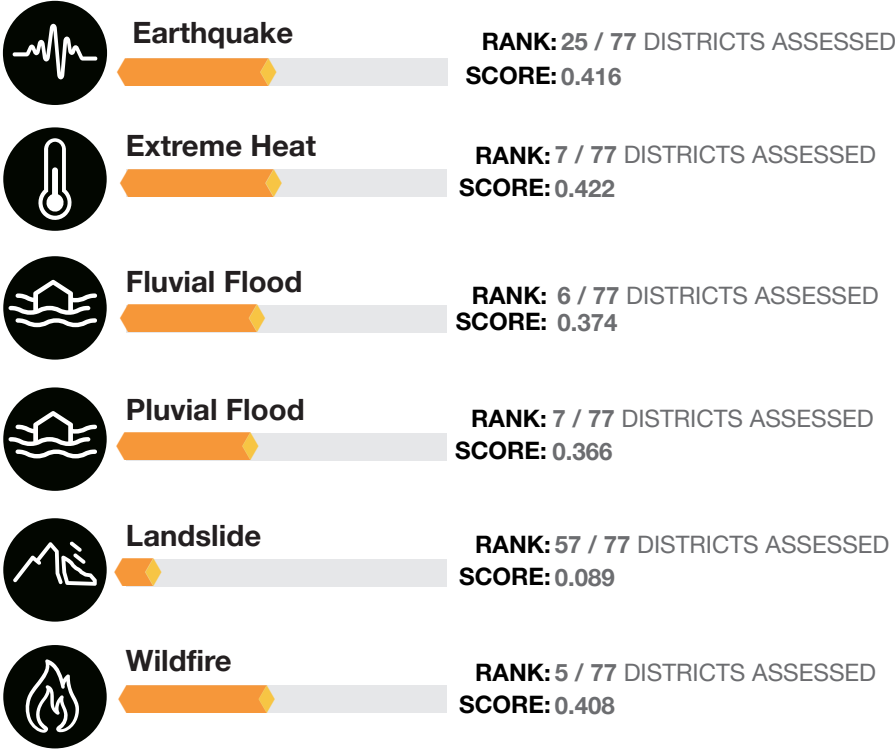 Earthquake
RANK: 25 / 77 DISTRICTS ASSESSED
SCORE: 0.416
Extreme Heat
RANK: 7 / 77 DISTRICTS ASSESSED
SCORE: 0.422
Fluvial Flood
RANK: 6 / 77 DISTRICTS ASSESSED
SCORE: 0.374
Pluvial Flood
RANK: 7 / 77 DISTRICTS ASSESSED
SCORE: 0.366
Landslide
RANK: 57 / 77 DISTRICTS ASSESSED
SCORE: 0.089
Wildfire
RANK: 5 / 77 DISTRICTS ASSESSED
SCORE: 0.408